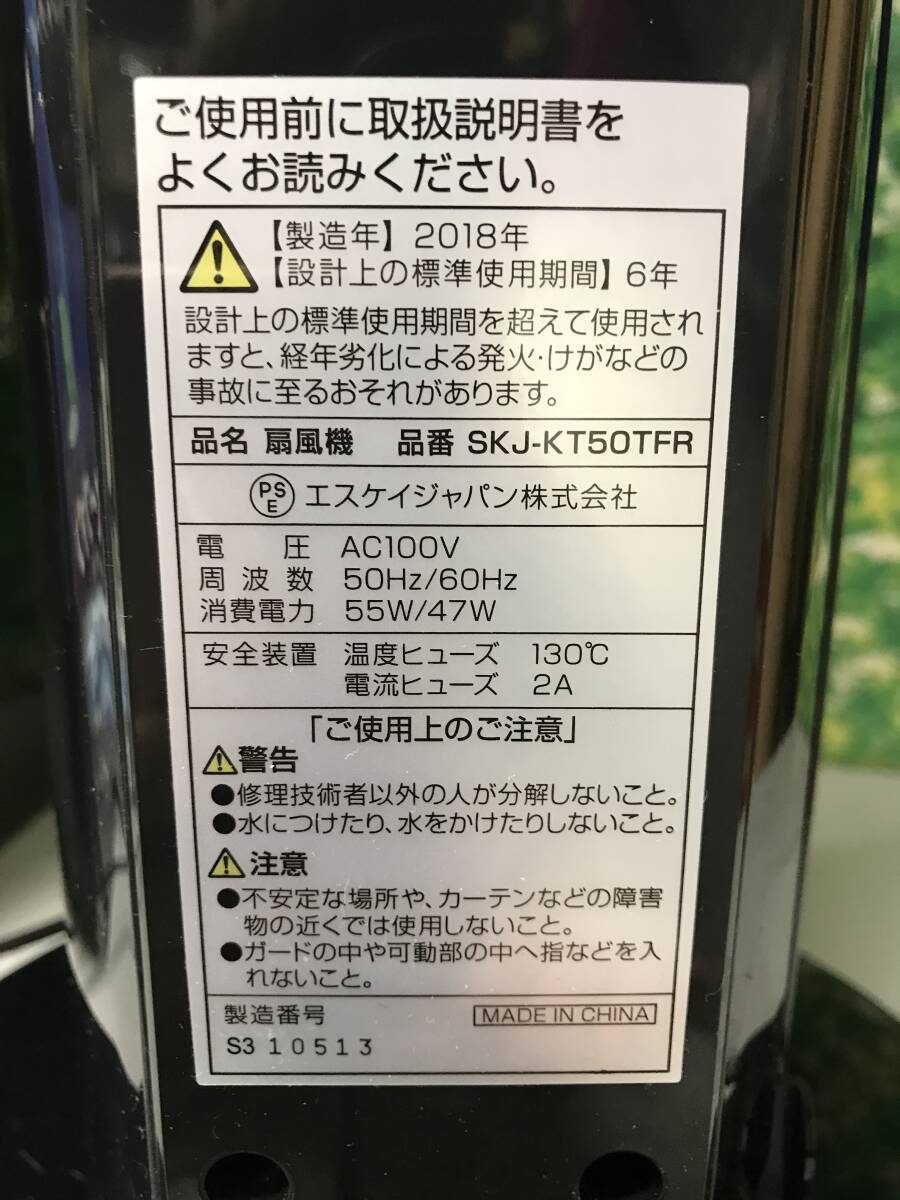 ご使用前に取扱説明書を
よくお読みください。
【製造年】2018年
【設計上の標準使用期間】6年
設計上の標準使用期間を超えて使用され
ますと、経年劣化による発火・けがなどの
事故に至るおそれがあります。
品名 扇風機 品番 SKJ-KT50TFR
PSE エスケイジャパン株式会社
電圧 AC100V
周波数 50Hz/60Hz
消費電力 55W/47W
安全装置 温度ヒューズ 130℃
電流ヒューズ 2A
「ご使用上のご注意」
警告
●修理技術者以外の人が分解しないこと。
●水につけたり、水をかけたりしないこと。
注意
●不安定な場所や、カーテンなどの障害
物の近くでは使用しないこと。
●ガードの中や可動部の中へ指などを入
れないこと。
製造番号 MADE IN CHINA
S3 10513